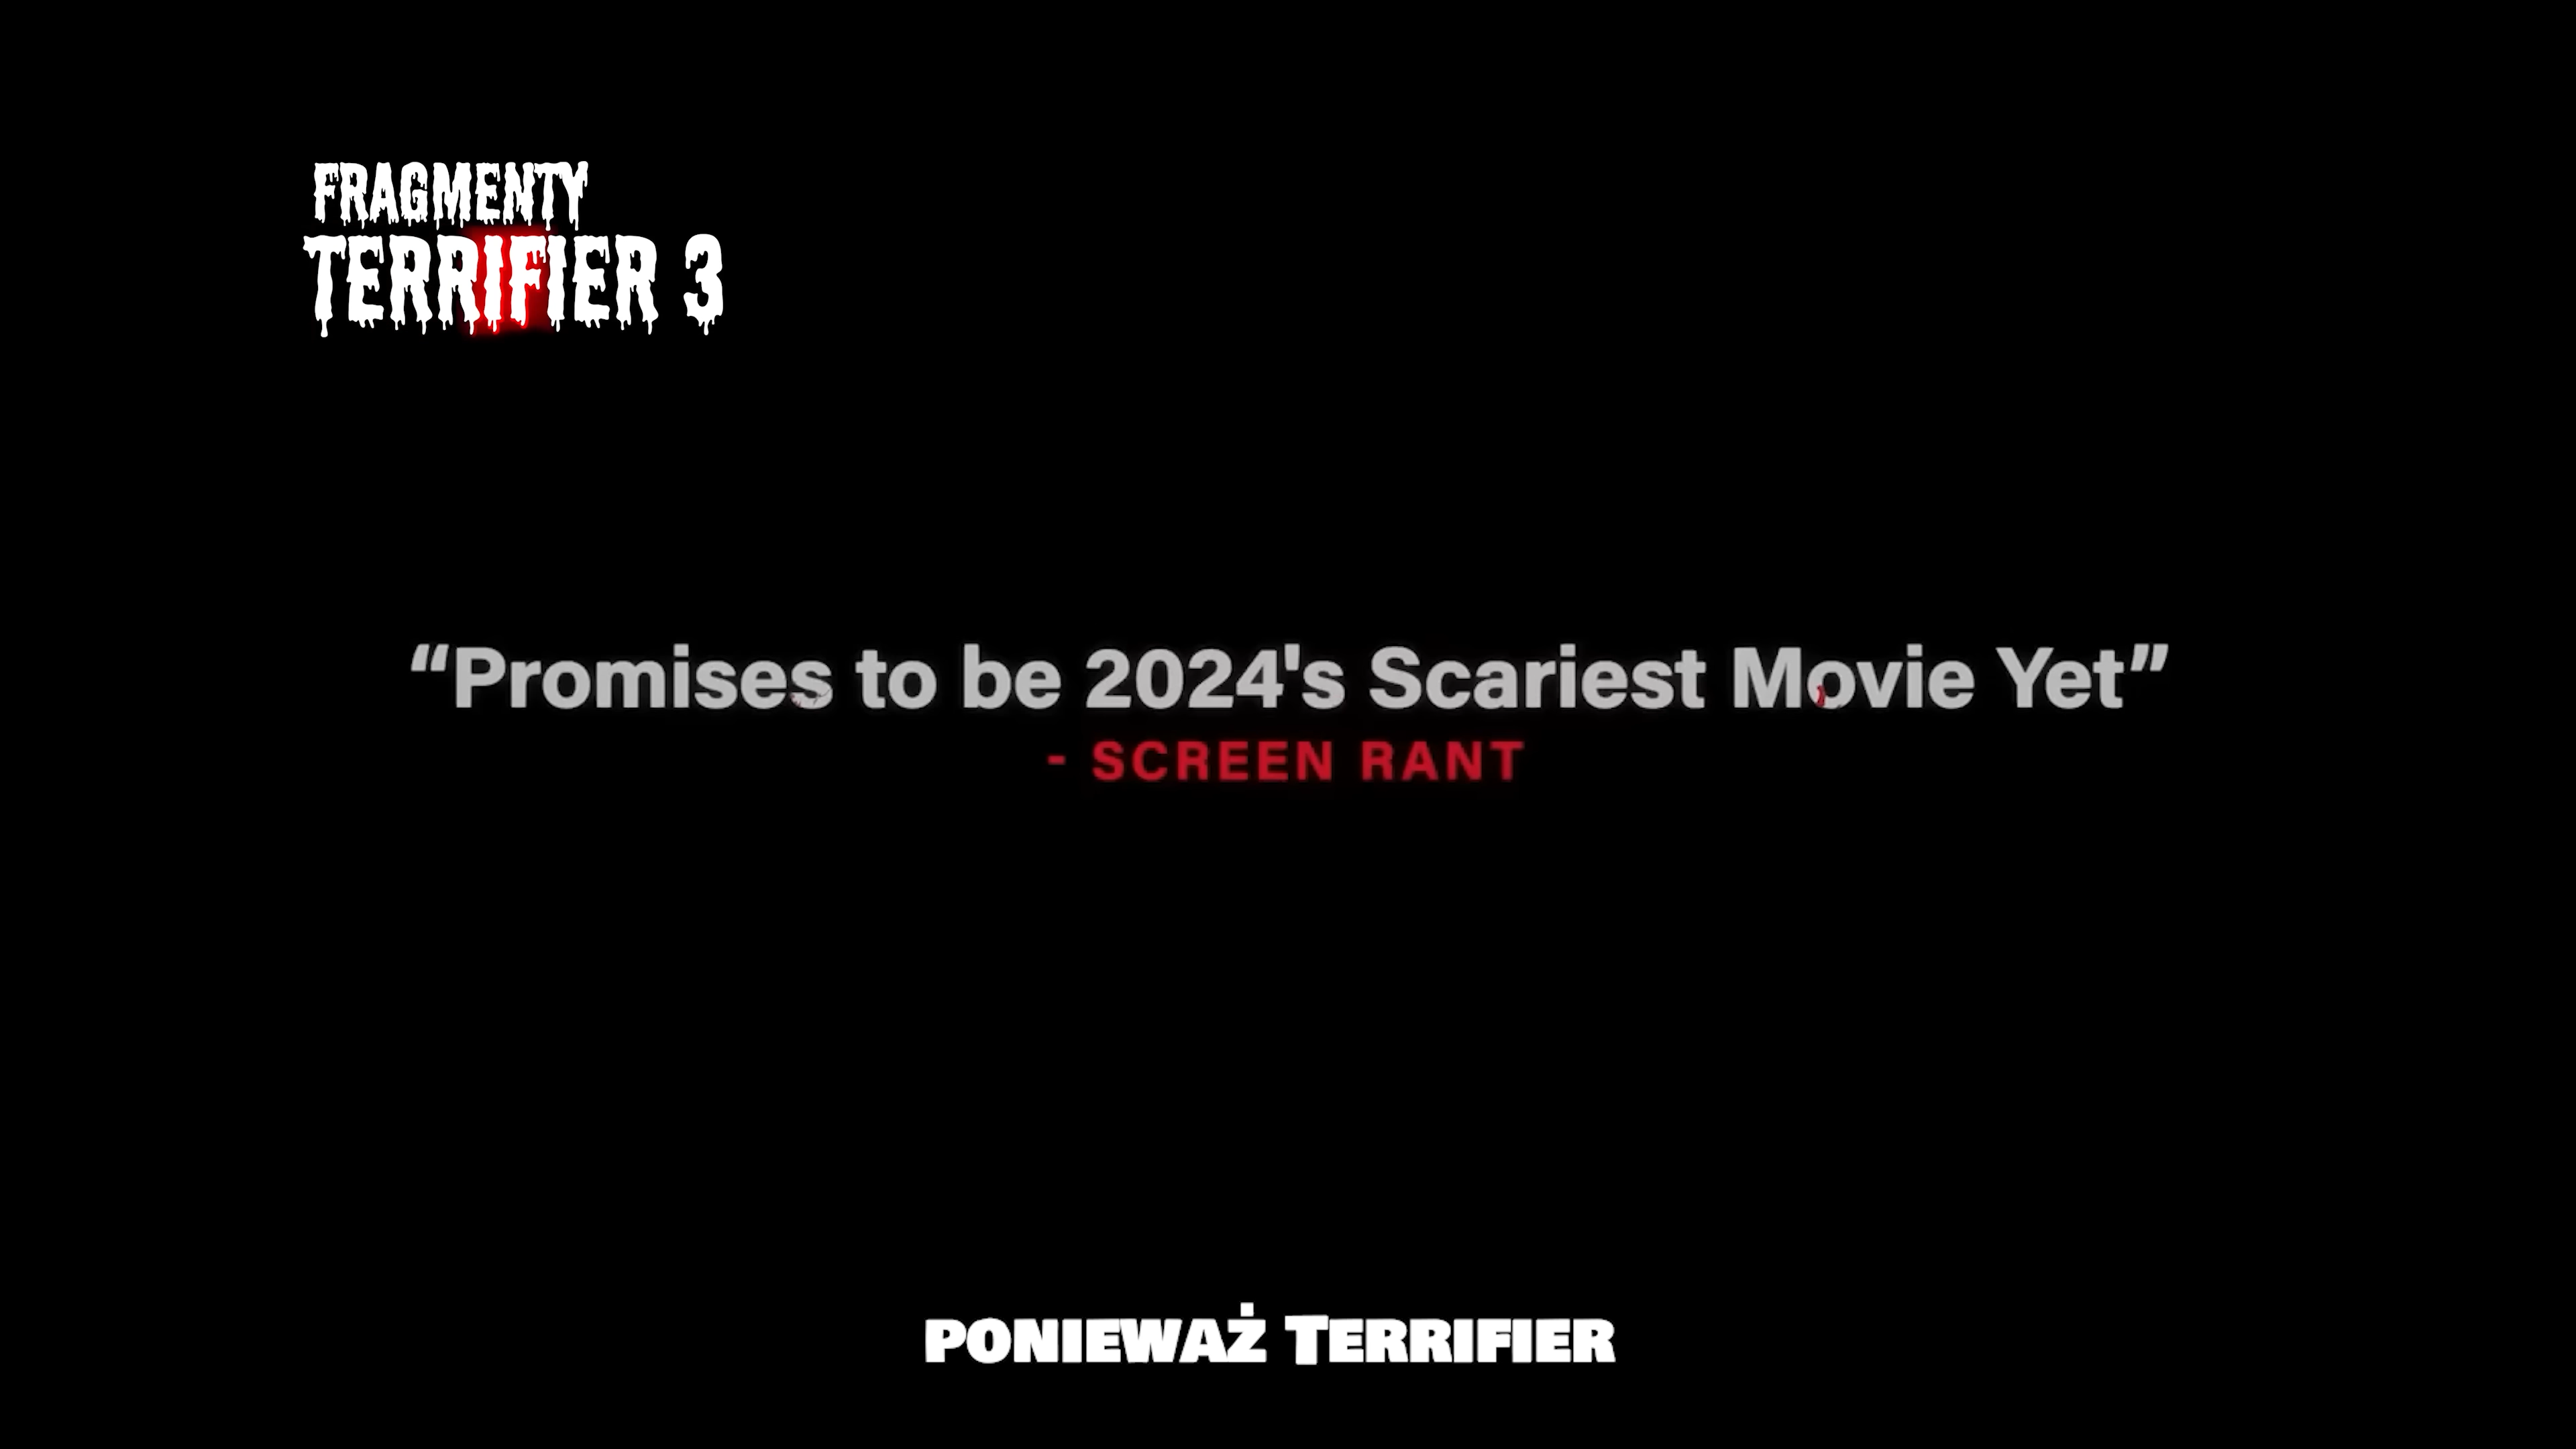 FRAGMENTY
TERRIFIER 3
“Promises to be 2024's Scariest Movie Yet”
- SCREEN RANT
PONIEWAŻ TERRIFIER